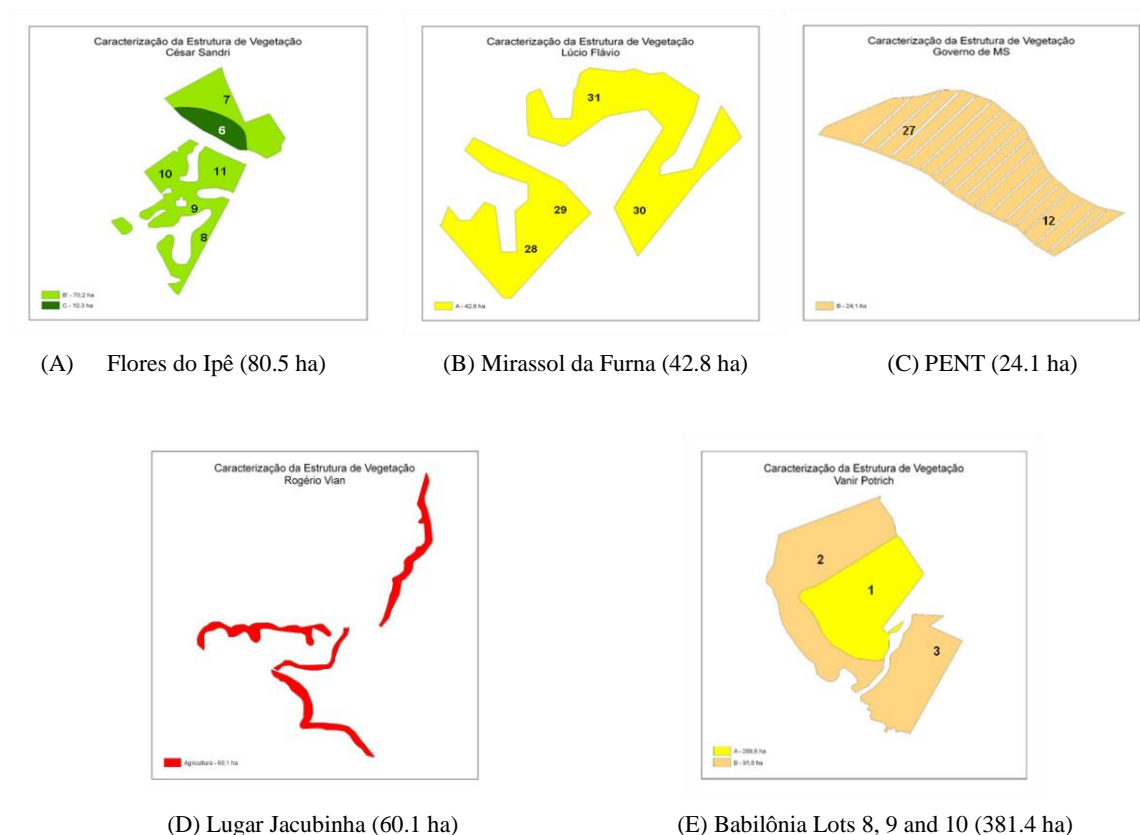 Caracterização da Estrutura de Vegetação
César Sandri
7
6
10
11
9
8
B' - 70,2 ha
C - 10,3 ha
(A) Flores do Ipê (80.5 ha)
Caracterização da Estrutura de Vegetação
Lúcio Flávio
31
29
30
28
A - 42,8 ha
(B) Mirassol da Furna (42.8 ha)
Caracterização da Estrutura de Vegetação
Governo de MS
27
12
B - 24,1 ha
(C) PENT (24.1 ha)
Caracterização da Estrutura de Vegetação
Rogério Vian
Agricultura - 60,1 ha
(D) Lugar Jacubinha (60.1 ha)
Caracterização da Estrutura de Vegetação
Vanir Potrich
2
1
3
A - ha
B - ha
(E) Babilônia Lots 8, 9 and 10 (381.4 ha)